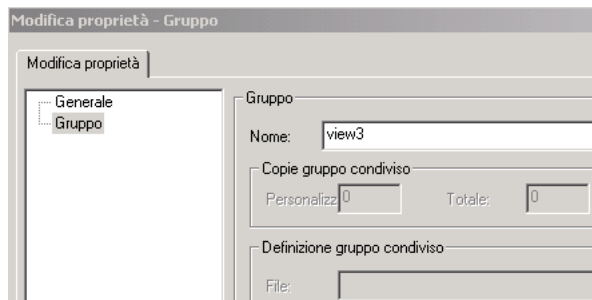 Modifica proprietà - Gruppo
Modifica proprietà
Generale
Gruppo
Gruppo
Nome: view3
Copie gruppo condiviso
Personalizz 0 Totale: 0
Definizione gruppo condiviso
File: